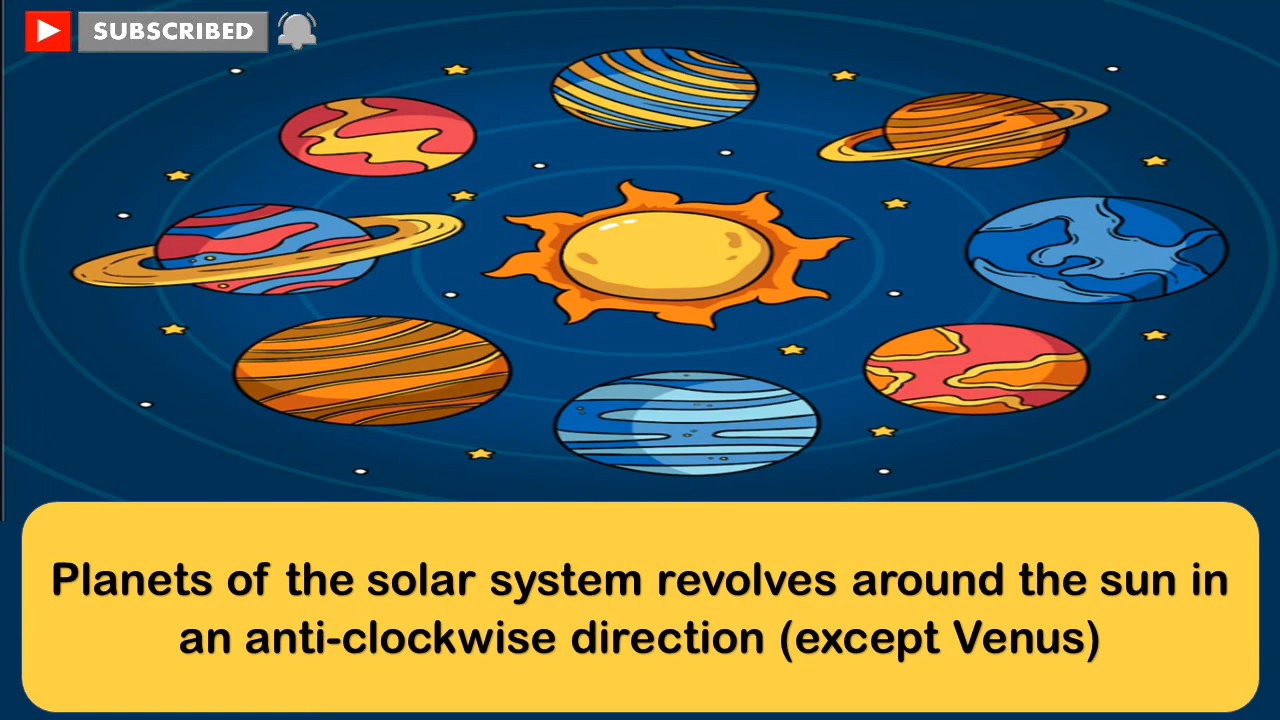 SUBSCRIBED
Planets of the solar system revolves around the sun in
an anti-clockwise direction (except Venus)